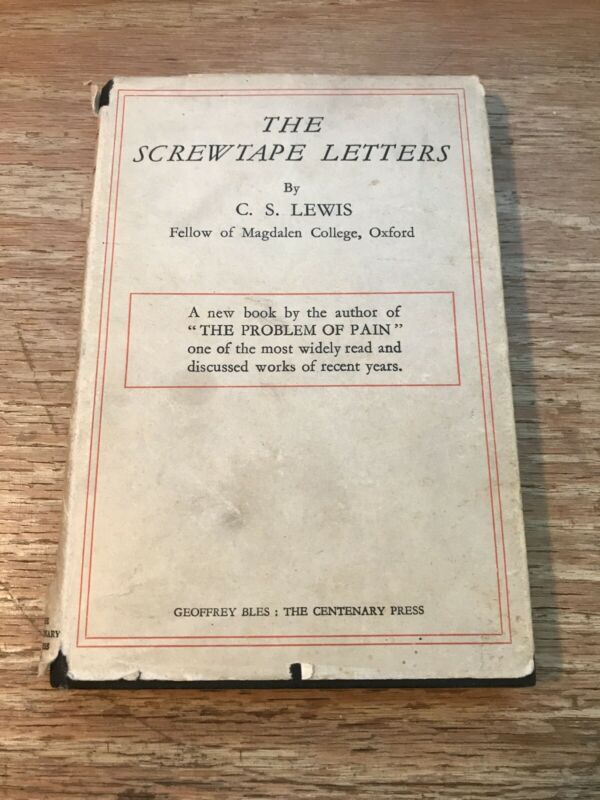 THE
SCREWTAPE LETTERS
By
C. S. LEWIS
Fellow of Magdalen College, Oxford
A new book by the author of
“THE PROBLEM OF PAIN”
one of the most widely read and
discussed works of recent years.
GEOFFREY BLES : THE CENTENARY PRESS